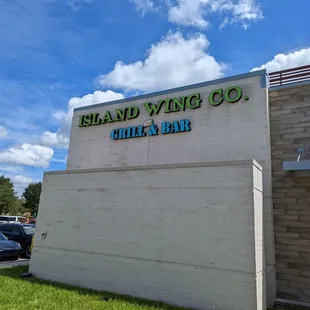 ISLAND WING CO.
GRILL & BAR